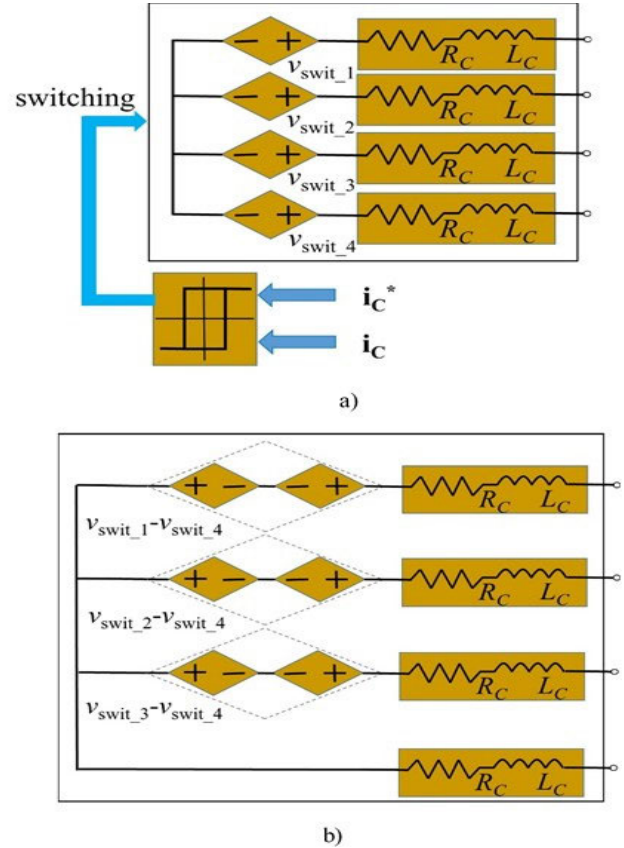 − +
R_C L_C
v_swit_1
switching
− +
R_C L_C
v_swit_2
− +
R_C L_C
v_swit_3
− +
R_C L_C
v_swit_4
i_C*
i_C
a)
+ − − +
R_C L_C
v_swit_1-v_swit_4
+ − − +
R_C L_C
v_swit_2-v_swit_4
+ − − +
R_C L_C
v_swit_3-v_swit_4
R_C L_C
b)